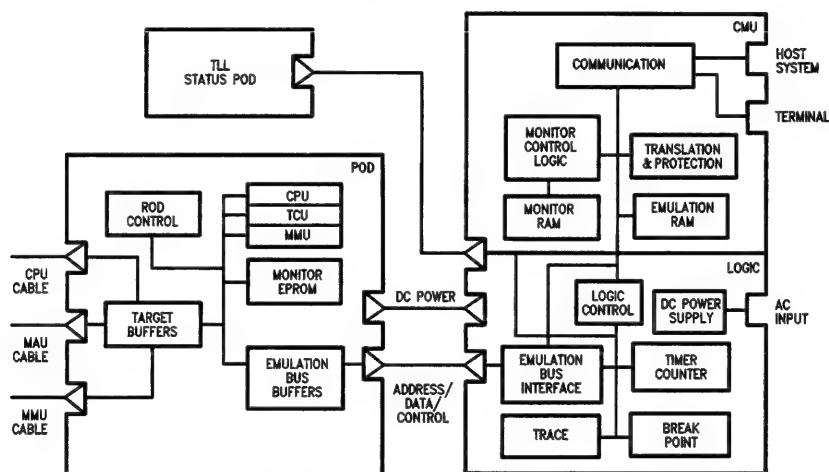 TLL
STATUS POD
CMU
COMMUNICATION
HOST
SYSTEM
TERMINAL
MONITOR
CONTROL
LOGIC
TRANSLATION
& PROTECTION
MONITOR
RAM
EMULATION
RAM
POD
ROD
CONTROL
CPU
TCU
MMU
MONITOR
EPROM
CPU
CABLE
TARGET
BUFFERS
MAU
CABLE
EMULATION
BUS
BUFFERS
MMU
CABLE
DC POWER
ADDRESS/
DATA/
CONTROL
LOGIC
LOGIC
CONTROL
DC POWER
SUPPLY
AC
INPUT
EMULATION
BUS
INTERFACE
TIMER
COUNTER
TRACE
BREAK
POINT